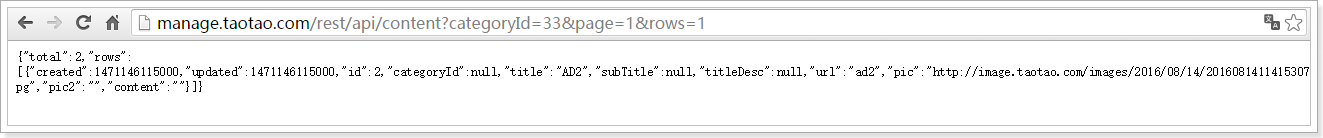 manage.taotao.com/rest/api/content?categoryId=33&page=1&rows=1
{"total":2,"rows":
[{"created":1471146115000,"updated":1471146115000,"id":2,"categoryId":null,"title":"AD2","subTitle":null,"titleDesc":null,"url":"ad2","pic":"http://image.taotao.com/images/2016/08/14/2016081411415307
pg","pic2":"","content":""}]}